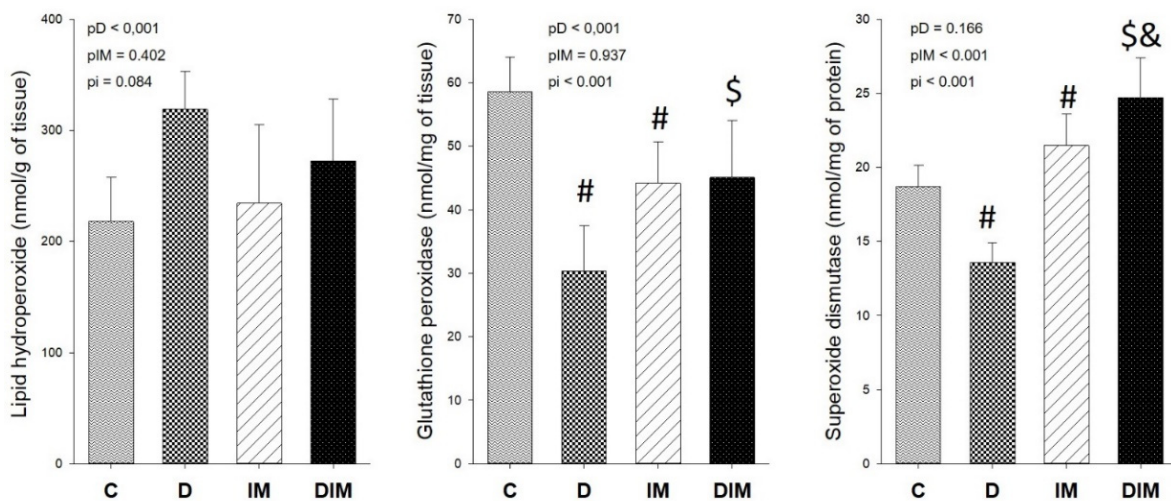 Lipid hydroperoxide (nmol/g of tissue)
400
300
200
100
0
pD < 0,001
pIM = 0.402
pi = 0.084
C D IM DIM
Glutathione peroxidase (nmol/mg of tissue)
70
60
50
40
30
20
10
0
pD < 0,001
pIM = 0.937
pi < 0.001
#
#
$
C D IM DIM
Superoxide dismutase (nmol/mg of protein)
30
25
20
15
10
5
0
pD = 0.166
pIM < 0.001
pi < 0.001
#
#
$&
C D IM DIM